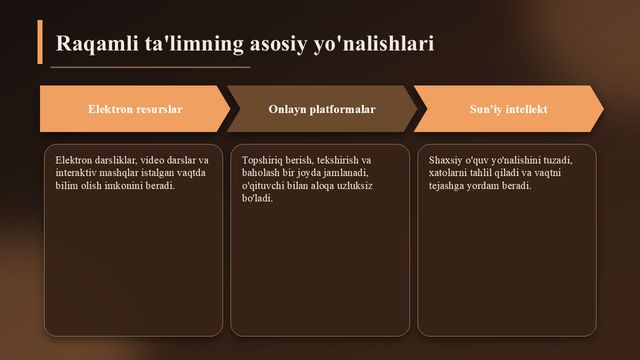 Raqamli ta'limning asosiy yo'nalishlari
Elektron resurslar
Onlayn platformalar
Sun'iy intellekt
Elektron darsliklar, video darslar va
interaktiv mashqlar istalgan vaqtda
bilim olish imkonini beradi.
Topshiriq berish, tekshirish va
baholash bir joyda jamlanadi,
o'qituvchi bilan aloqa uzluksiz
bo'ladi.
Shaxsiy o'quv yo'nalishini tuzadi,
xatolarni tahlil qiladi va vaqtni
tejashga yordam beradi.